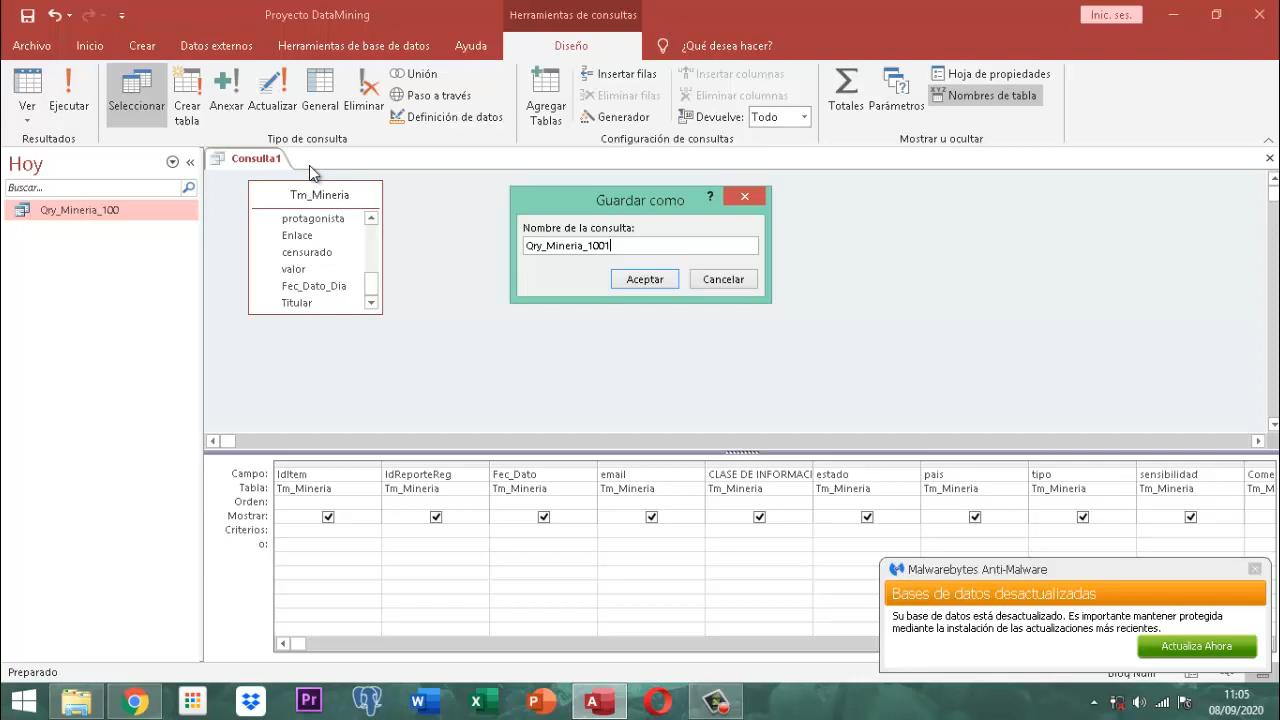 Proyecto DataMining
Herramientas de consultas
Inic. ses.
Archivo
Inicio
Crear
Datos externos
Herramientas de base de datos
Ayuda
Diseño
¿Qué desea hacer?
Ver
Ejecutar
Seleccionar
Crear tabla
Anexar
Actualizar
General
Eliminar
Unión
Paso a través
Definición de datos
Agregar Tablas
Insertar filas
Eliminar filas
Generador
Insertar columnas
Eliminar columnas
Devuelve: Todo
Totales
Parámetros
Hoja de propiedades
XYZ Nombres de tabla
Resultados
Tipo de consulta
Configuración de consultas
Mostrar u ocultar
Hoy
Buscar...
Qry_Mineria_100
Consulta1
Tm_Mineria
protagonista
Enlace
censurado
valor
Fec_Dato_Dia
Titular
Guardar como
?
Nombre de la consulta:
Qry_Mineria_1001
Aceptar
Cancelar
Campo: IdItem IdReporteReg Fec_Dato email CLASE DE INFORMACI estado pais tipo sensibilidad Come
Tabla: Tm_Mineria Tm_Mineria Tm_Mineria Tm_Mineria Tm_Mineria Tm_Mineria Tm_Mineria Tm_Mineria Tm_Mineria Tm_M
Orden:
Mostrar:
Criterios:
o:
Malwarebytes Anti-Malware
Bases de datos desactualizadas
Su base de datos está desactualizado. Es importante mantener protegida
mediante la instalación de las actualizaciones más recientes.
Actualiza Ahora
Preparado
Bloq Num
Pr
W
X
P
A
11:05
08/09/2020